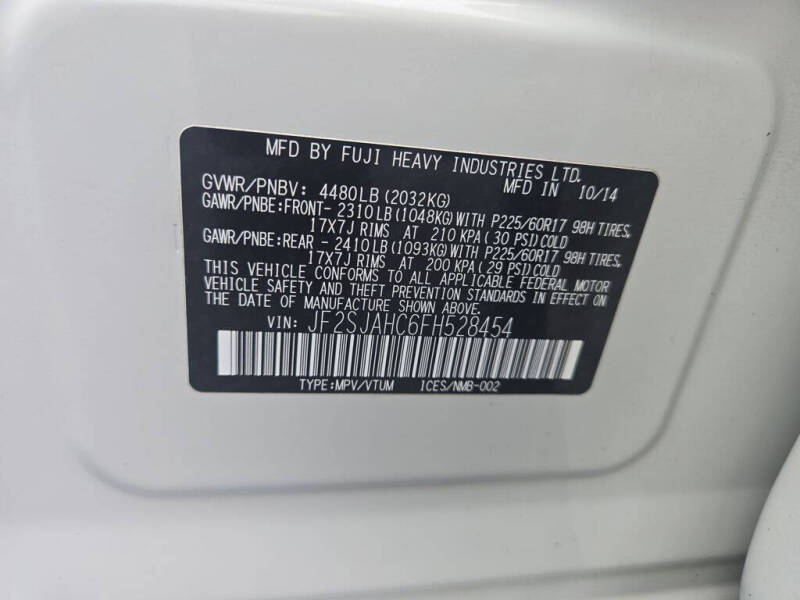 MFD BY FUJI HEAVY INDUSTRIES LTD.
MFD IN 10/14
GVWR/PNBV: 4480LB (2032KG)
GAWR/PNBE:FRONT- 2310LB (1048KG) WITH P225/60R17 98H TIRES,
17X7J RIMS AT 210 KPA ( 30 PSI) COLD
GAWR/PNBE:REAR - 2410LB (1093KG) WITH P225/60R17 98H TIRES,
17X7J RIMS AT 200 KPA ( 29 PSI) COLD
THIS VEHICLE CONFORMS TO ALL APPLICABLE FEDERAL MOTOR
VEHICLE SAFETY AND THEFT PREVENTION STANDARDS IN EFFECT ON
THE DATE OF MANUFACTURE SHOWN ABOVE.
VIN: JF2SJAHC6FH528454
TYPE:MPV/VTUM ICES/NMB-002